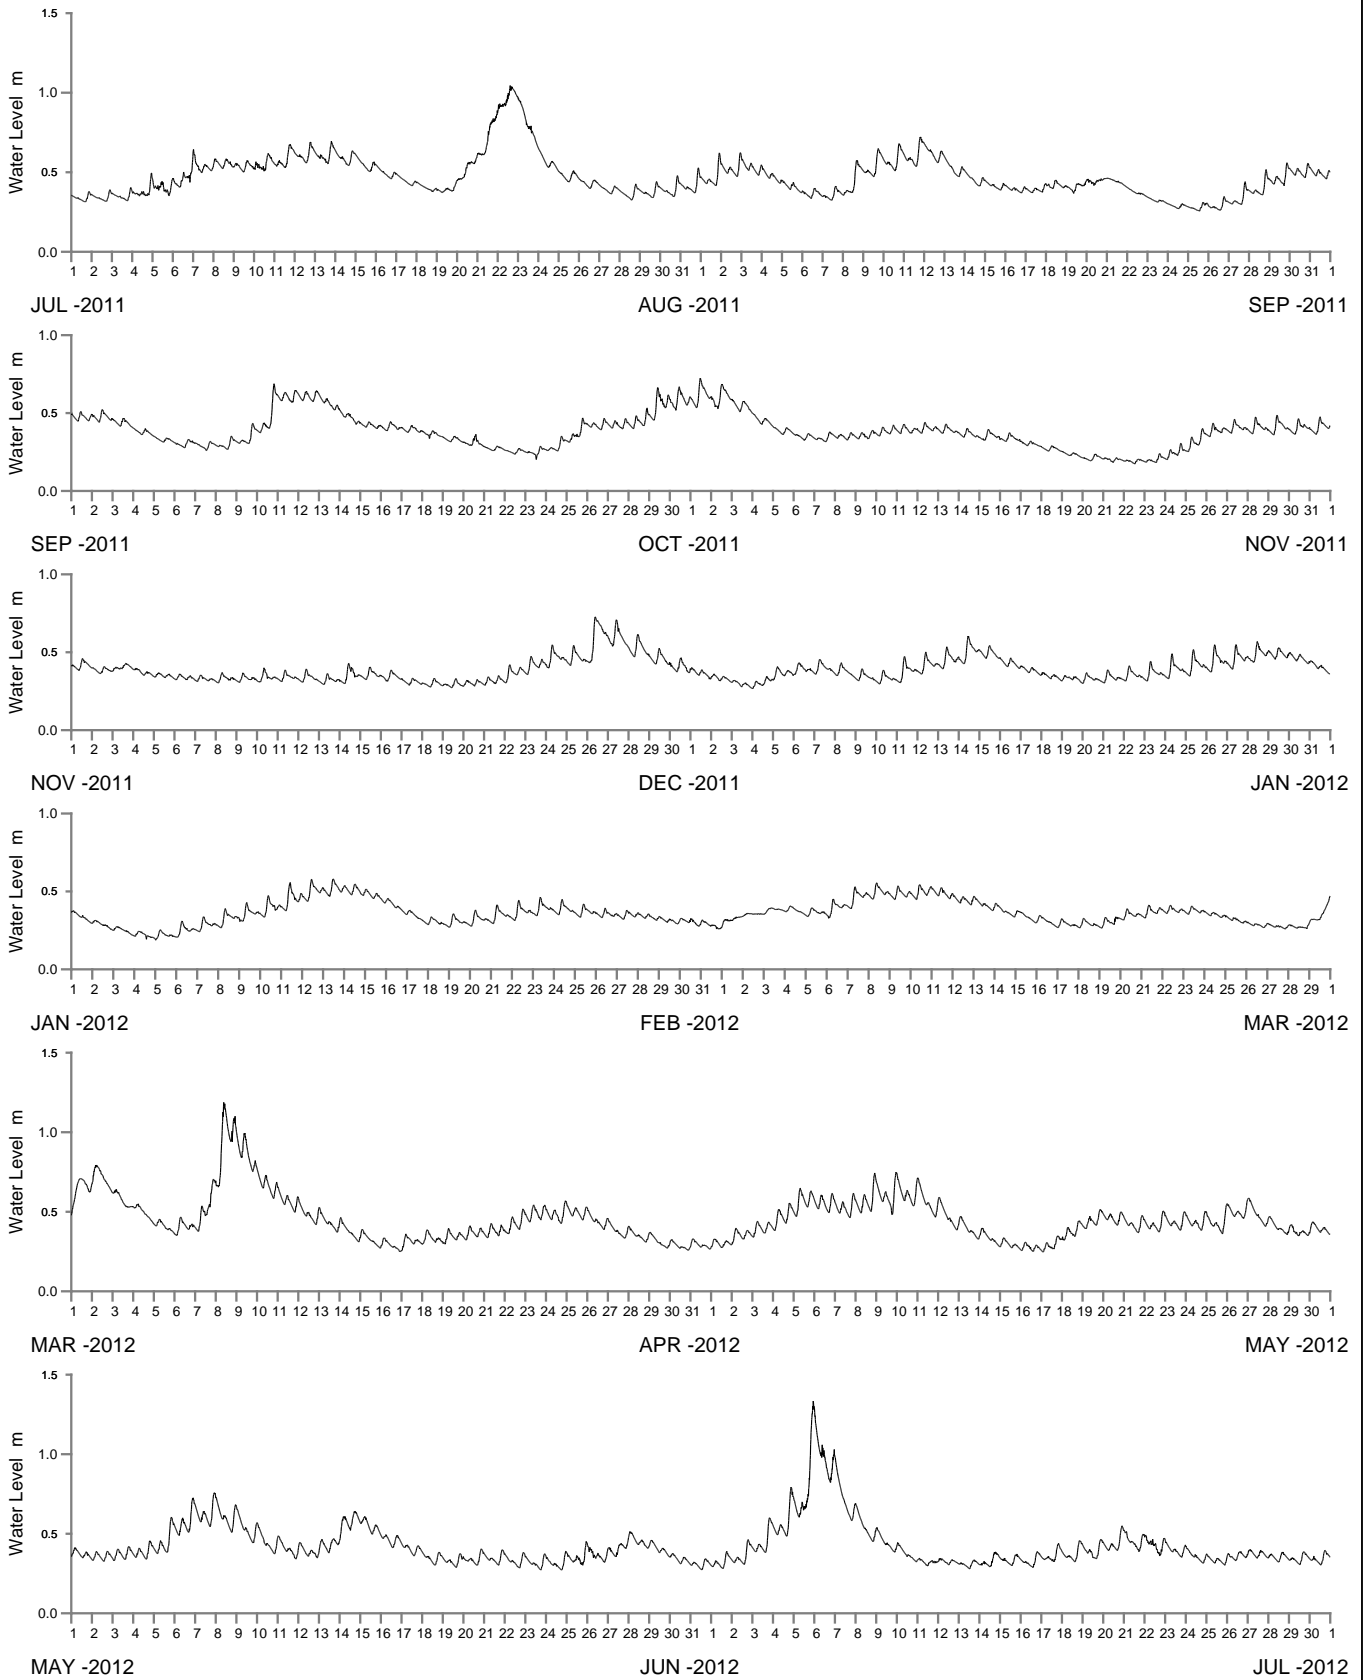 1.5
1.0
0.5
0.0
Water Level m
1 2 3 4 5 6 7 8 9 10 11 12 13 14 15 16 17 18 19 20 21 22 23 24 25 26 27 28 29 30 31 1 2 3 4 5 6 7 8 9 10 11 12 13 14 15 16 17 18 19 20 21 22 23 24 25 26 27 28 29 30 31 1
JUL -2011 AUG -2011 SEP -2011
1.0
0.5
0.0
Water Level m
1 2 3 4 5 6 7 8 9 10 11 12 13 14 15 16 17 18 19 20 21 22 23 24 25 26 27 28 29 30 1 2 3 4 5 6 7 8 9 10 11 12 13 14 15 16 17 18 19 20 21 22 23 24 25 26 27 28 29 30 31 1
SEP -2011 OCT -2011 NOV -2011
1.0
0.5
0.0
Water Level m
1 2 3 4 5 6 7 8 9 10 11 12 13 14 15 16 17 18 19 20 21 22 23 24 25 26 27 28 29 30 1 2 3 4 5 6 7 8 9 10 11 12 13 14 15 16 17 18 19 20 21 22 23 24 25 26 27 28 29 30 31 1
NOV -2011 DEC -2011 JAN -2012
1.0
0.5
0.0
Water Level m
1 2 3 4 5 6 7 8 9 10 11 12 13 14 15 16 17 18 19 20 21 22 23 24 25 26 27 28 29 30 31 1 2 3 4 5 6 7 8 9 10 11 12 13 14 15 16 17 18 19 20 21 22 23 24 25 26 27 28 29 1
JAN -2012 FEB -2012 MAR -2012
1.5
1.0
0.5
0.0
Water Level m
1 2 3 4 5 6 7 8 9 10 11 12 13 14 15 16 17 18 19 20 21 22 23 24 25 26 27 28 29 30 31 1 2 3 4 5 6 7 8 9 10 11 12 13 14 15 16 17 18 19 20 21 22 23 24 25 26 27 28 29 30 1
MAR -2012 APR -2012 MAY -2012
1.5
1.0
0.5
0.0
Water Level m
1 2 3 4 5 6 7 8 9 10 11 12 13 14 15 16 17 18 19 20 21 22 23 24 25 26 27 28 29 30 31 1 2 3 4 5 6 7 8 9 10 11 12 13 14 15 16 17 18 19 20 21 22 23 24 25 26 27 28 29 30 1
MAY -2012 JUN -2012 JUL -2012